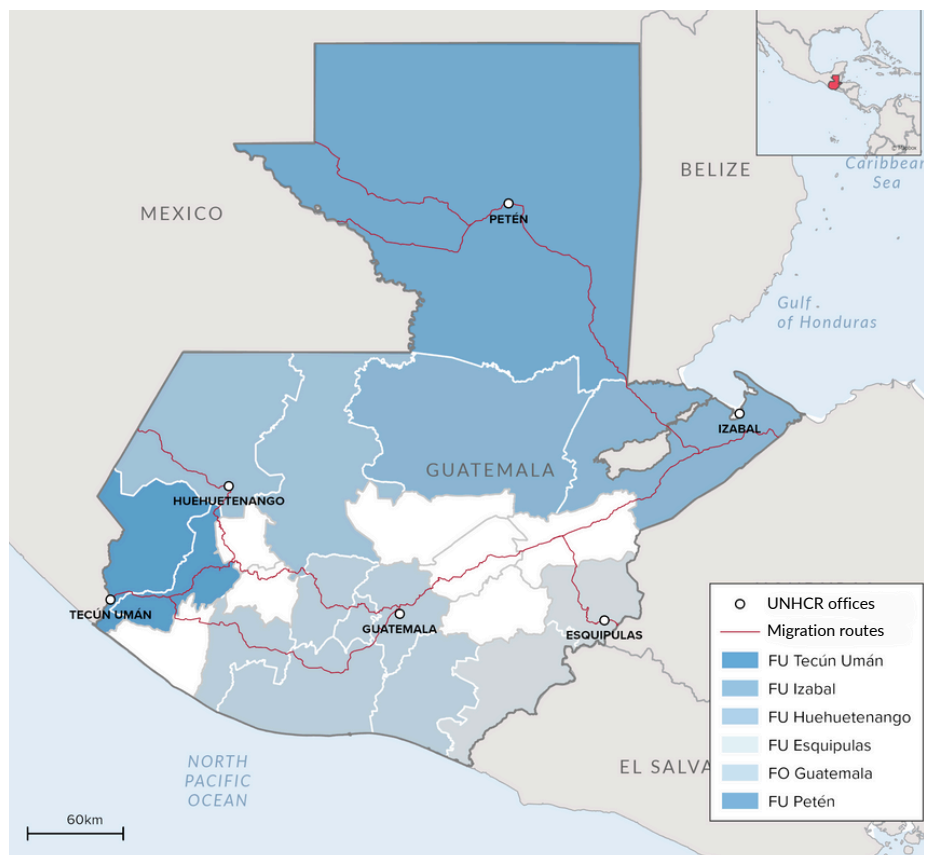 Caribbean
Sea
BELIZE
MEXICO
PETÉN
Gulf
of Honduras
IZABAL
GUATEMALA
HUEHUETENANGO
TECÚN UMÁN
GUATEMALA
ESQUIPULAS
NORTH
PACIFIC
OCEAN
EL SALVA
60km
UNHCR offices
Migration routes
FU Tecún Umán
FU Izabal
FU Huehuetenango
FU Esquipulas
FO Guatemala
FU Petén